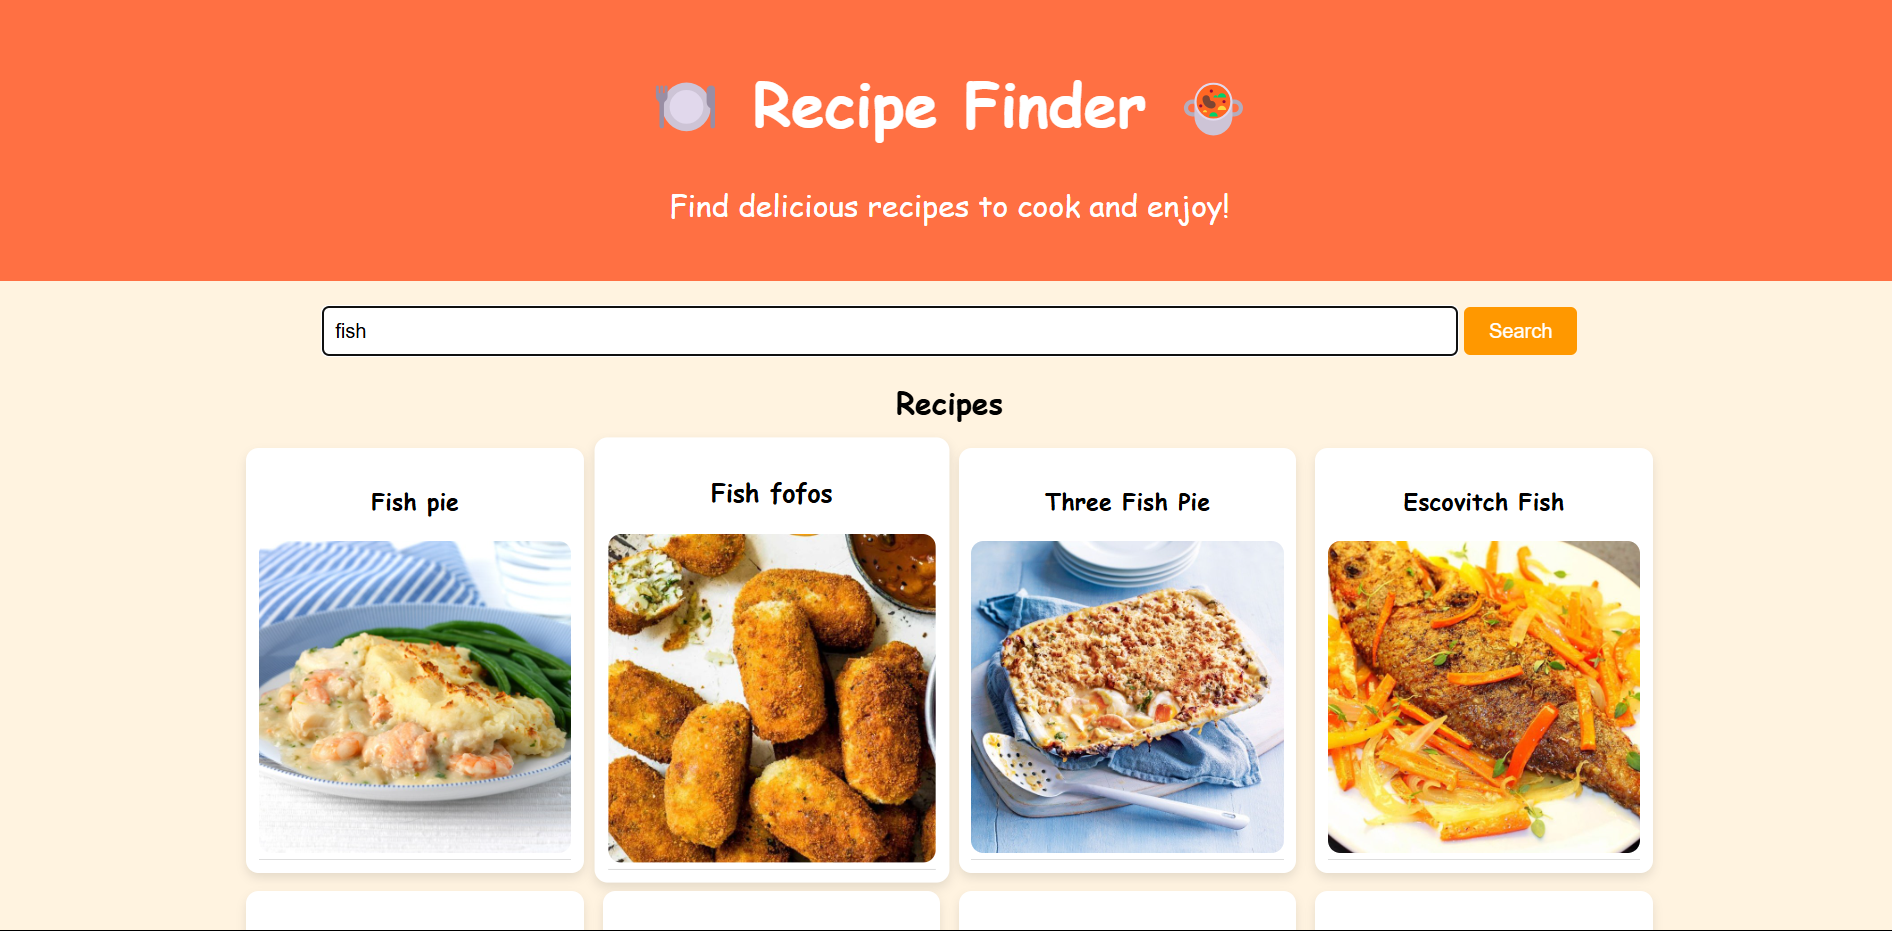 Recipe Finder
Find delicious recipes to cook and enjoy!
fish
Search
Recipes
Fish pie
Fish fofos
Three Fish Pie
Escovitch Fish